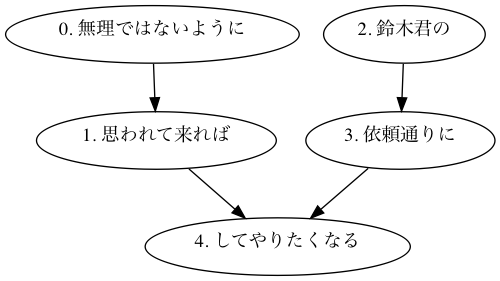 0. 無理ではないように
2. 鈴木君の
1. 思われて来れば
3. 依頼通りに
4. してやりたくなる